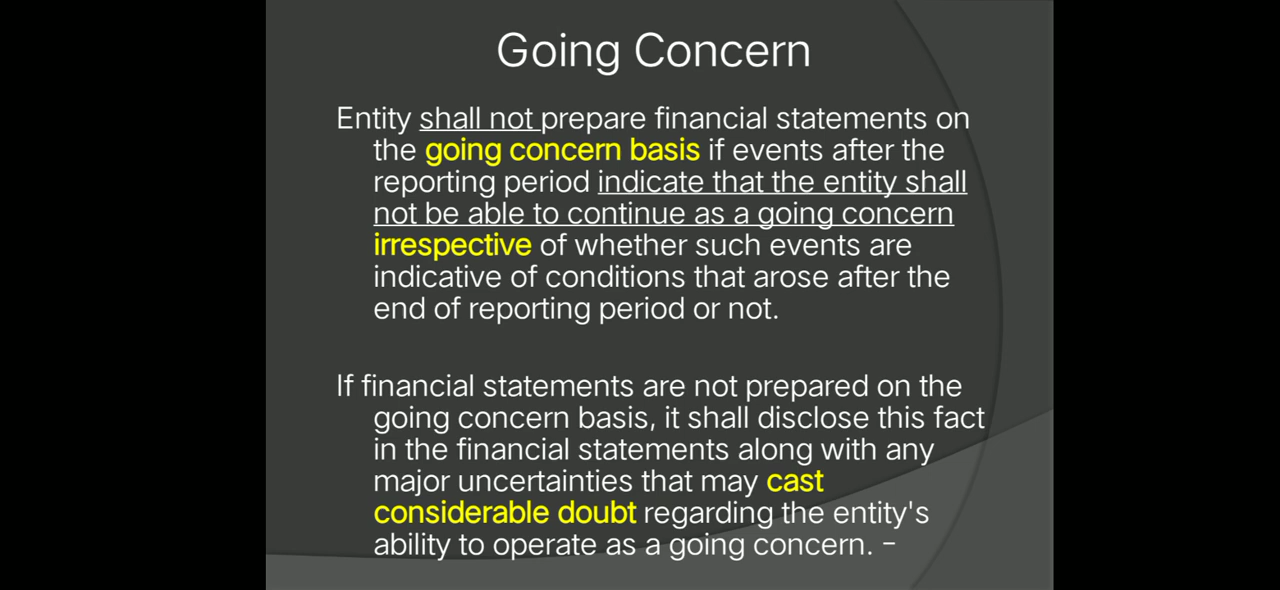 Going Concern
Entity shall not prepare financial statements on
the going concern basis if events after the
reporting period indicate that the entity shall
not be able to continue as a going concern
irrespective of whether such events are
indicative of conditions that arose after the
end of reporting period or not.
If financial statements are not prepared on the
going concern basis, it shall disclose this fact
in the financial statements along with any
major uncertainties that may cast
considerable doubt regarding the entity's
ability to operate as a going concern. -